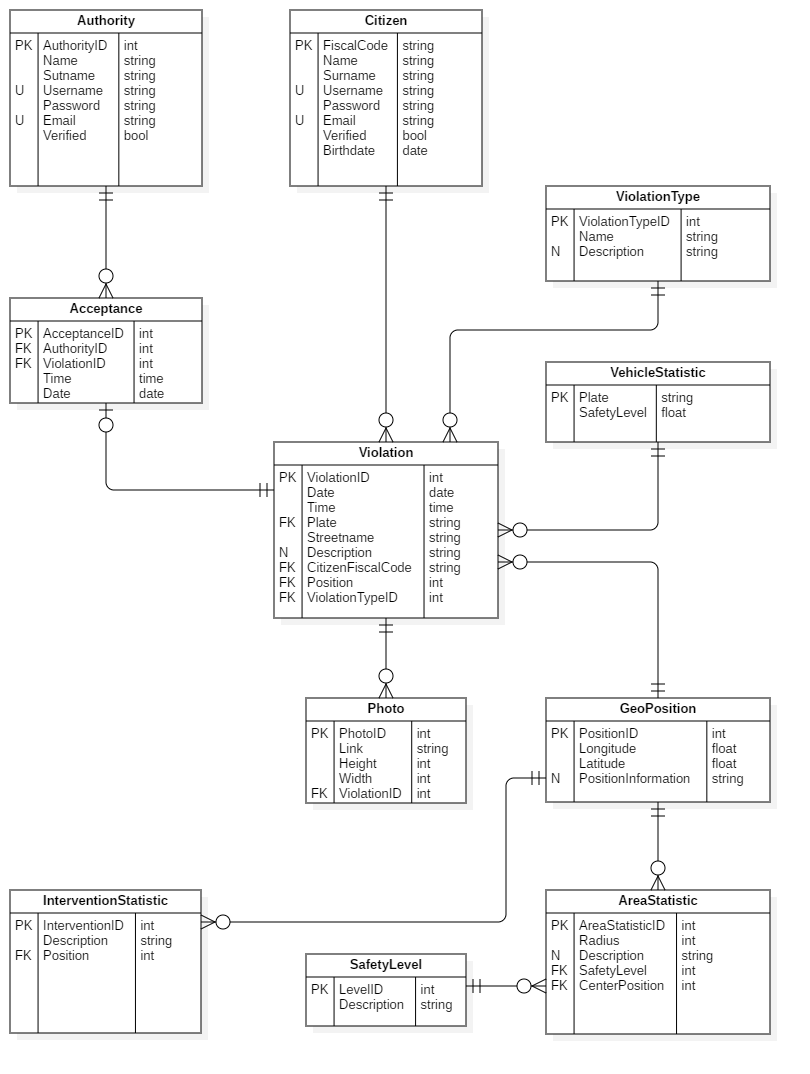 Authority
PK AuthorityID int
Name string
Sutname string
U Username string
Password string
U Email string
Verified bool
Citizen
PK FiscalCode string
Name string
Surname string
U Username string
Password string
U Email string
Verified bool
Birthdate date
ViolationType
PK ViolationTypeID int
Name string
N Description string
Acceptance
PK AcceptanceID int
FK AuthorityID int
FK ViolationID int
Time time
Date date
VehicleStatistic
PK Plate string
SafetyLevel float
Violation
PK ViolationID int
Date date
Time time
FK Plate string
Streetname string
N Description string
FK CitizenFiscalCode string
FK Position int
FK ViolationTypeID int
Photo
PK PhotoID int
Link string
Height int
Width int
FK ViolationID int
GeoPosition
PK PositionID int
Longitude float
Latitude float
N PositionInformation string
InterventionStatistic
PK InterventionID int
Description string
FK Position int
SafetyLevel
PK LevelID int
Description string
AreaStatistic
PK AreaStatisticID int
Radius int
N Description string
FK SafetyLevel int
FK CenterPosition int